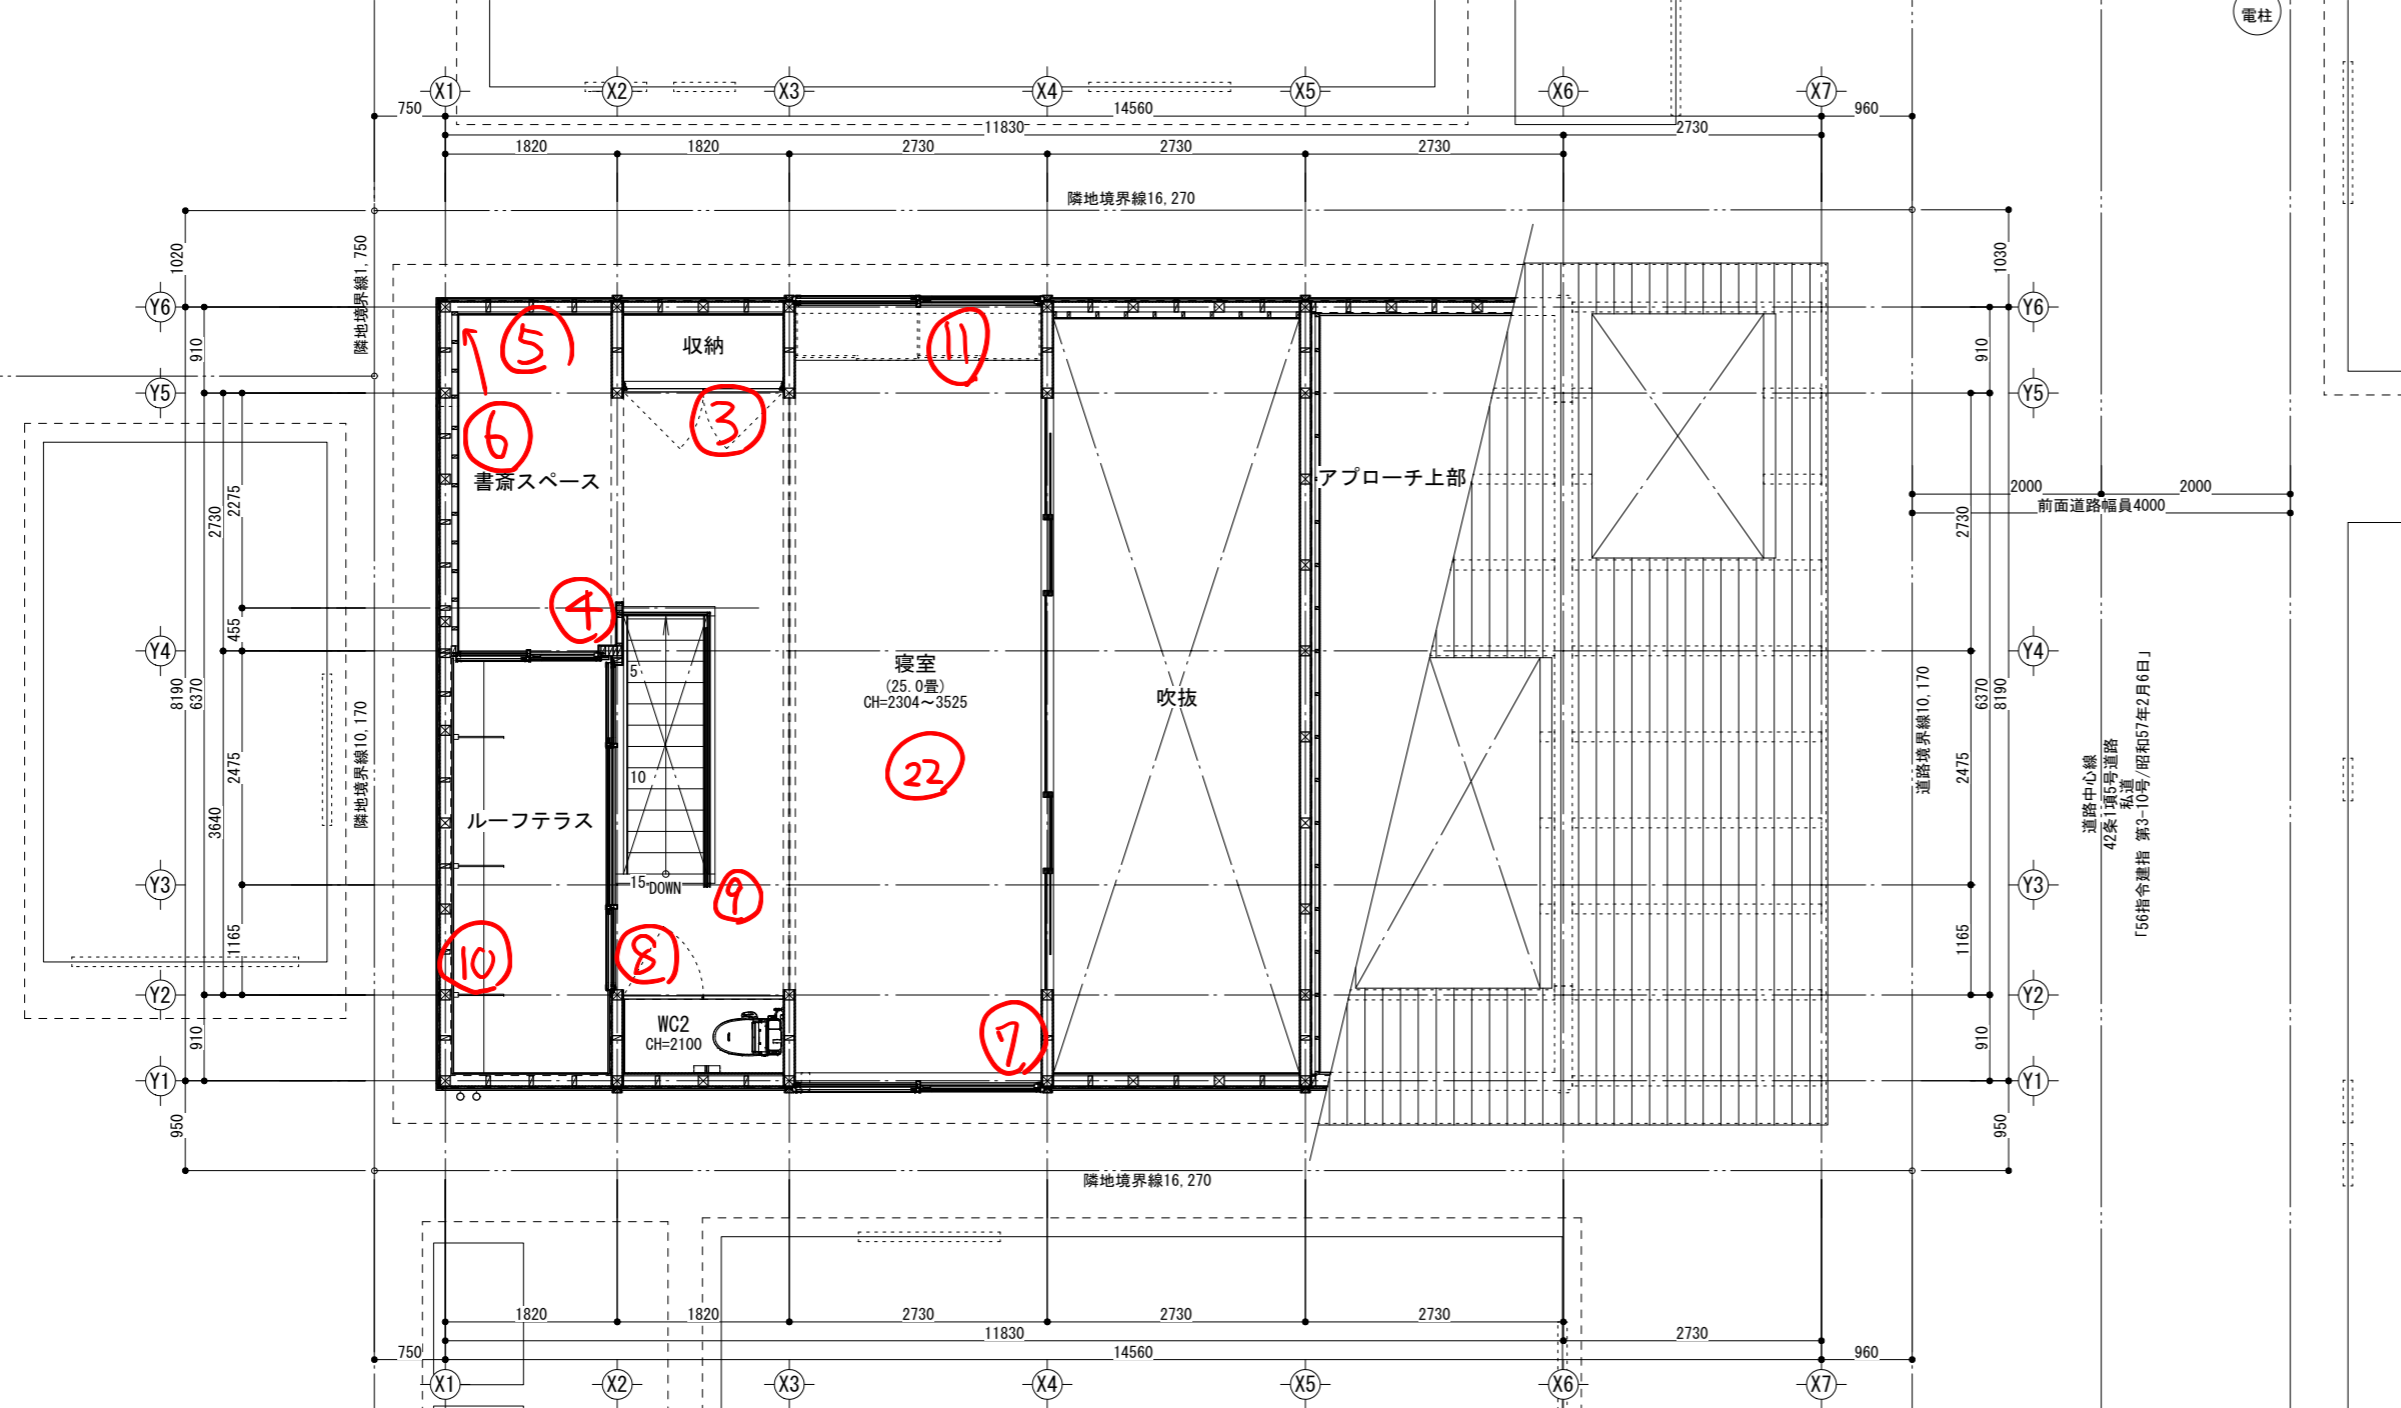 電柱
X1 X2 X3 X4 X5 X6 X7
750 14560 960
11830 2730
1820 1820 2730 2730 2730
隣地境界線16,270
1020
隣地境界線1,750
1030
Y6 Y6
910 ⑤ 収納 ⑪ 910
Y5 Y5
③
⑥
書斎スペース アプローチ上部
2000 2000
前面道路幅員4000
2275
2730 2730
④
455
Y4 Y4
5
寝室
(25.0畳)
CH=2304～3525
吹抜
8190 6370 6370 8190
隣地境界線10,170
道路境界線10,170
㉒
10
2475 2475
ルーフテラス
3640
道路中心線
42条1項5号道路
私道
「56指令建指 第3-10号/昭和57年2月6日」
Y3 15 DOWN Y3
⑨
1165 1165
⑩ ⑧
Y2 Y2
WC2
CH=2100
⑦
910 910
Y1 Y1
950 950
隣地境界線16,270
1820 1820 2730 2730 2730
11830 2730
750 14560 960
X1 X2 X3 X4 X5 X6 X7